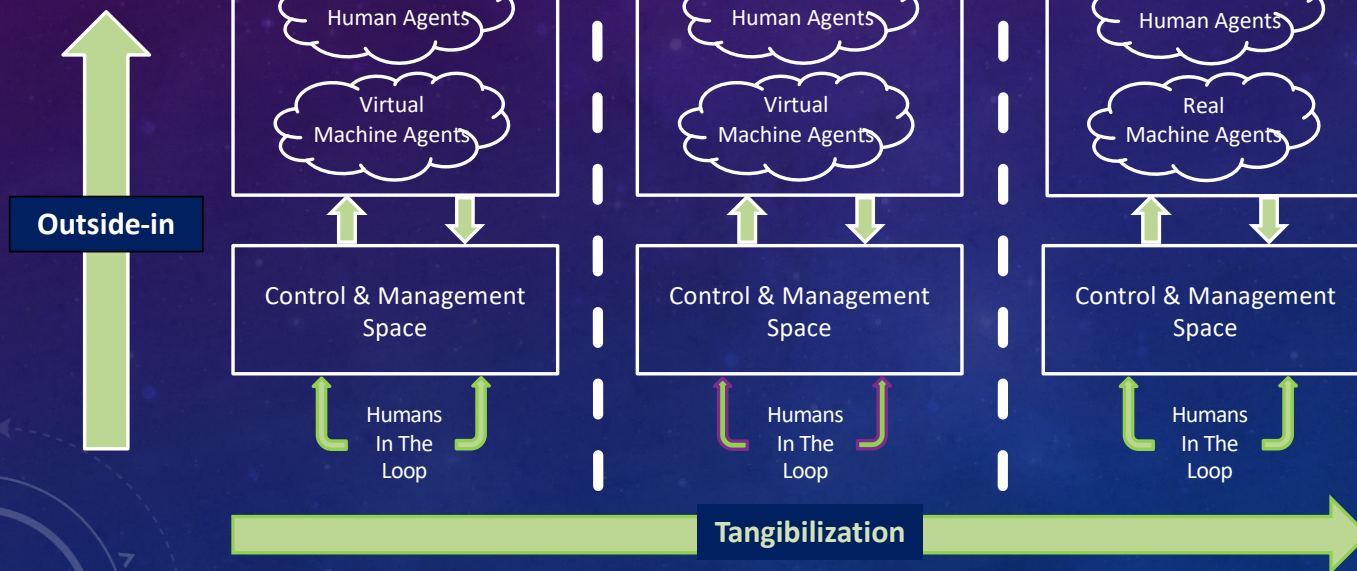 Human Agents
Human Agents
Human Agents
Virtual
Machine Agents
Virtual
Machine Agents
Real
Machine Agents
Outside-in
Control & Management
Space
Control & Management
Space
Control & Management
Space
Humans
In The
Loop
Humans
In The
Loop
Humans
In The
Loop
Tangibilization